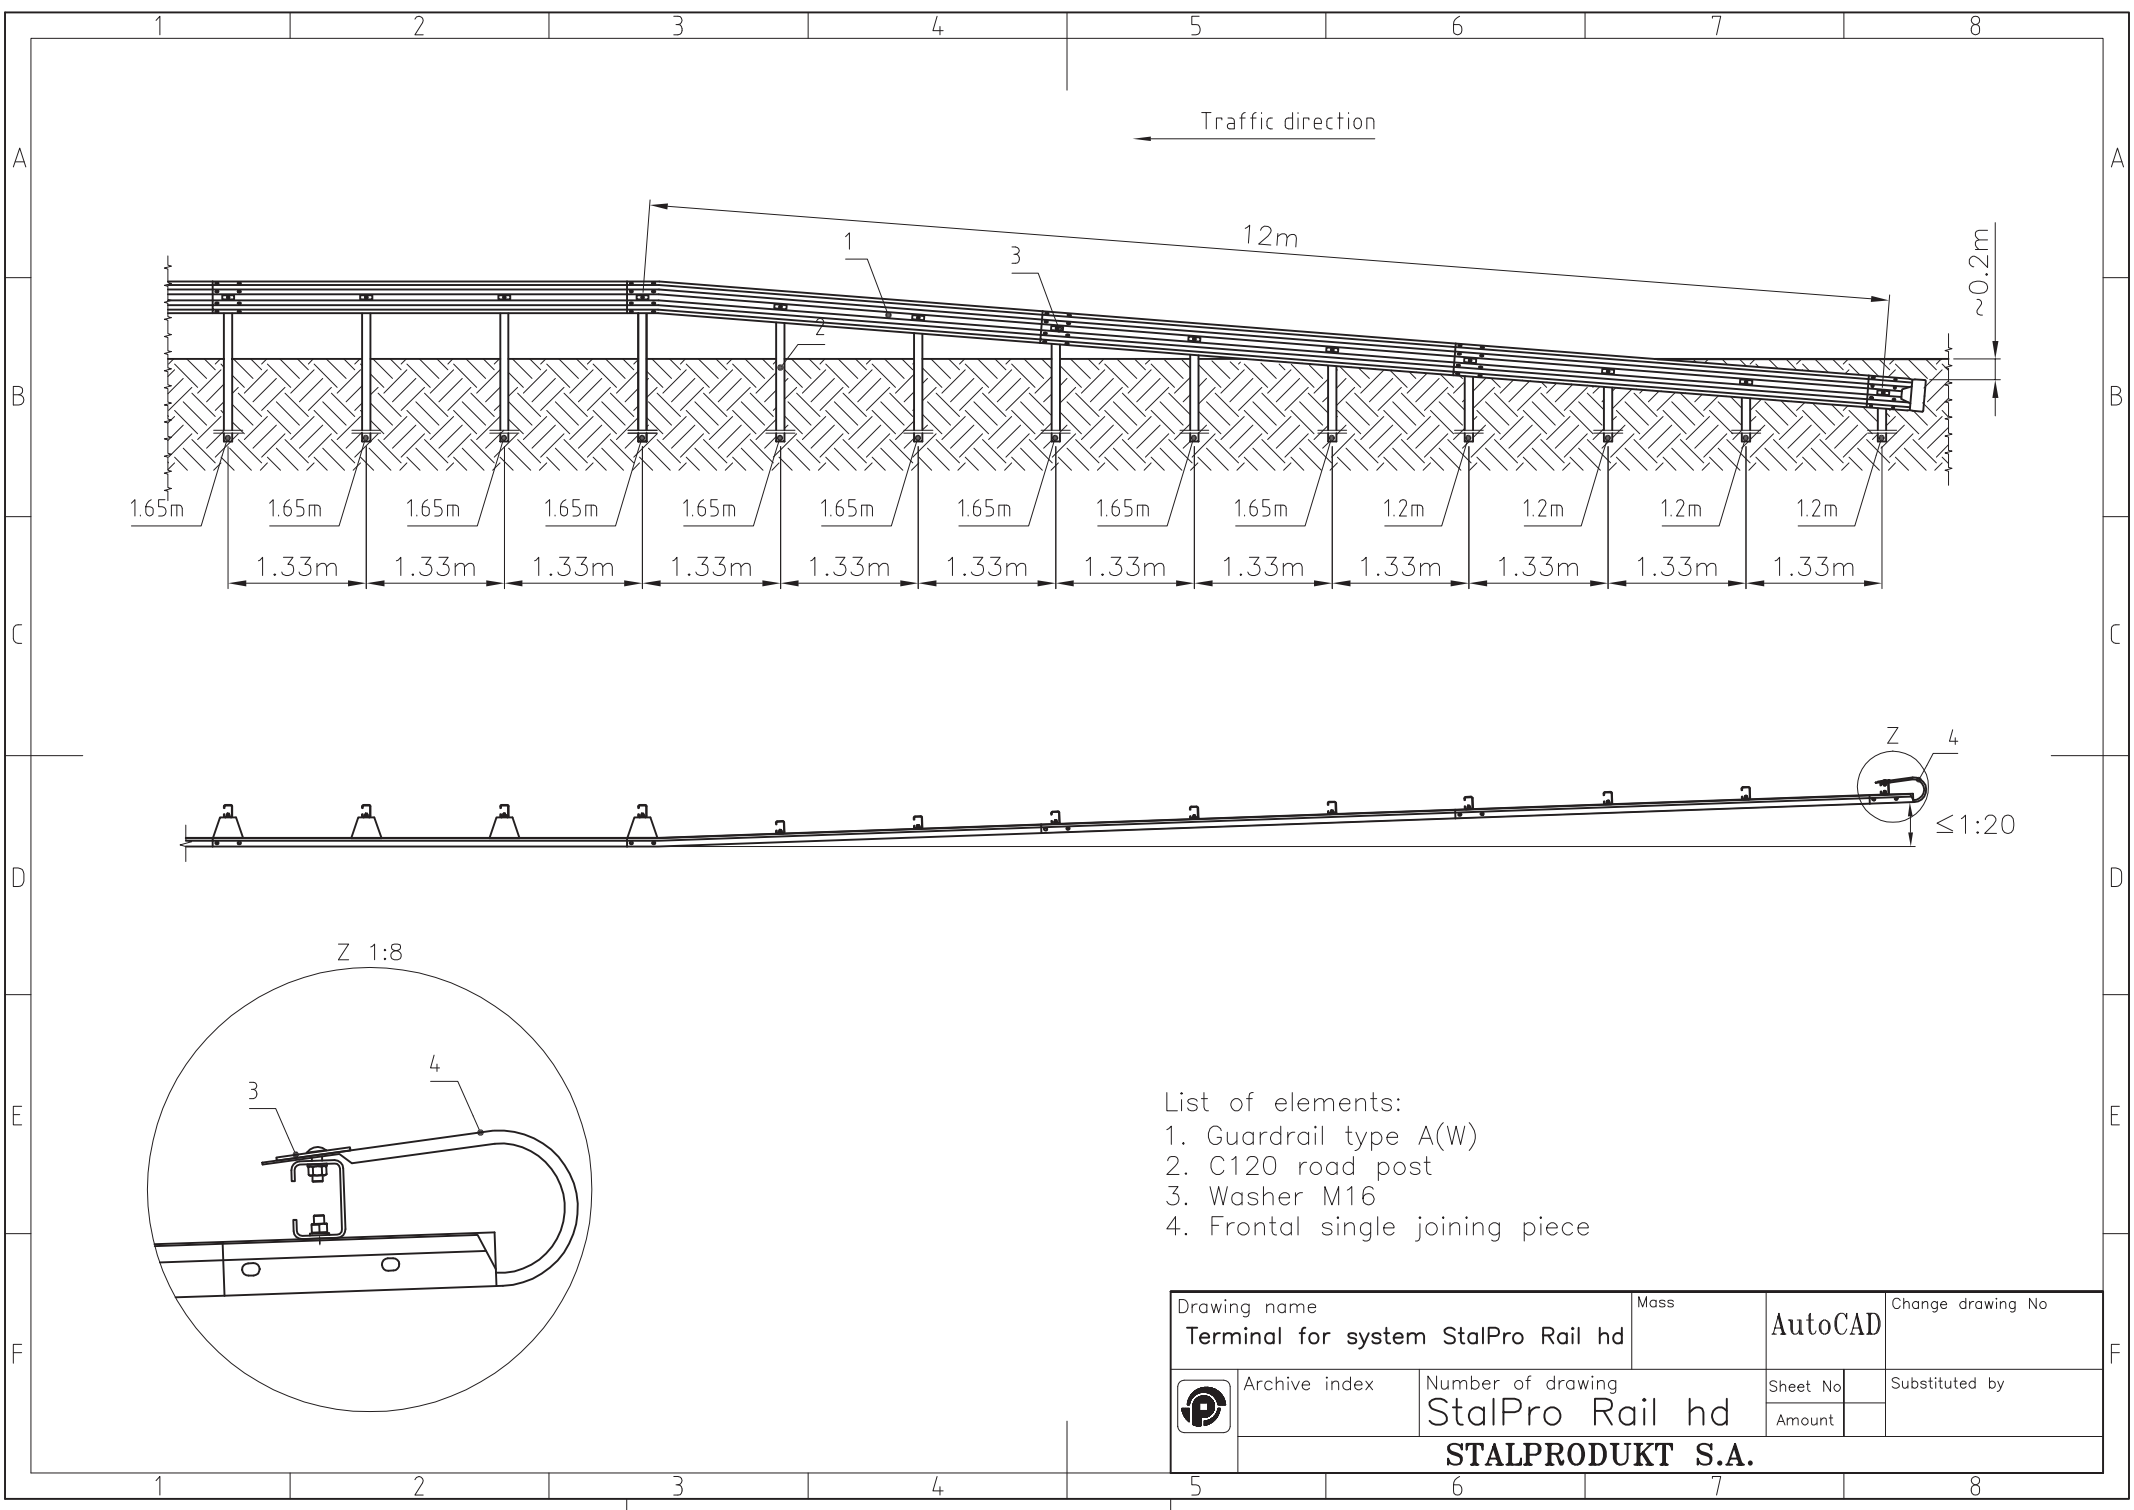 1 2 3 4 5 6 7 8
Traffic direction
A A
12m
1
3
~0.2m
2
B B
1.65m 1.65m 1.65m 1.65m 1.65m 1.65m 1.65m 1.65m 1.65m 1.2m 1.2m 1.2m 1.2m
1.33m 1.33m 1.33m 1.33m 1.33m 1.33m 1.33m 1.33m 1.33m 1.33m 1.33m 1.33m
C C
Z 4
≤1:20
D D
Z 1:8
4
3
E E
List of elements:
1. Guardrail type A(W)
2. C120 road post
3. Washer M16
4. Frontal single joining piece
Drawing name
Terminal for system StalPro Rail hd
Mass
AutoCAD
Change drawing No
F F
Archive index
Number of drawing
StalPro Rail hd
Sheet No
Amount
Substituted by
P
STALPRODUKT S.A.
1 2 3 4 5 6 7 8